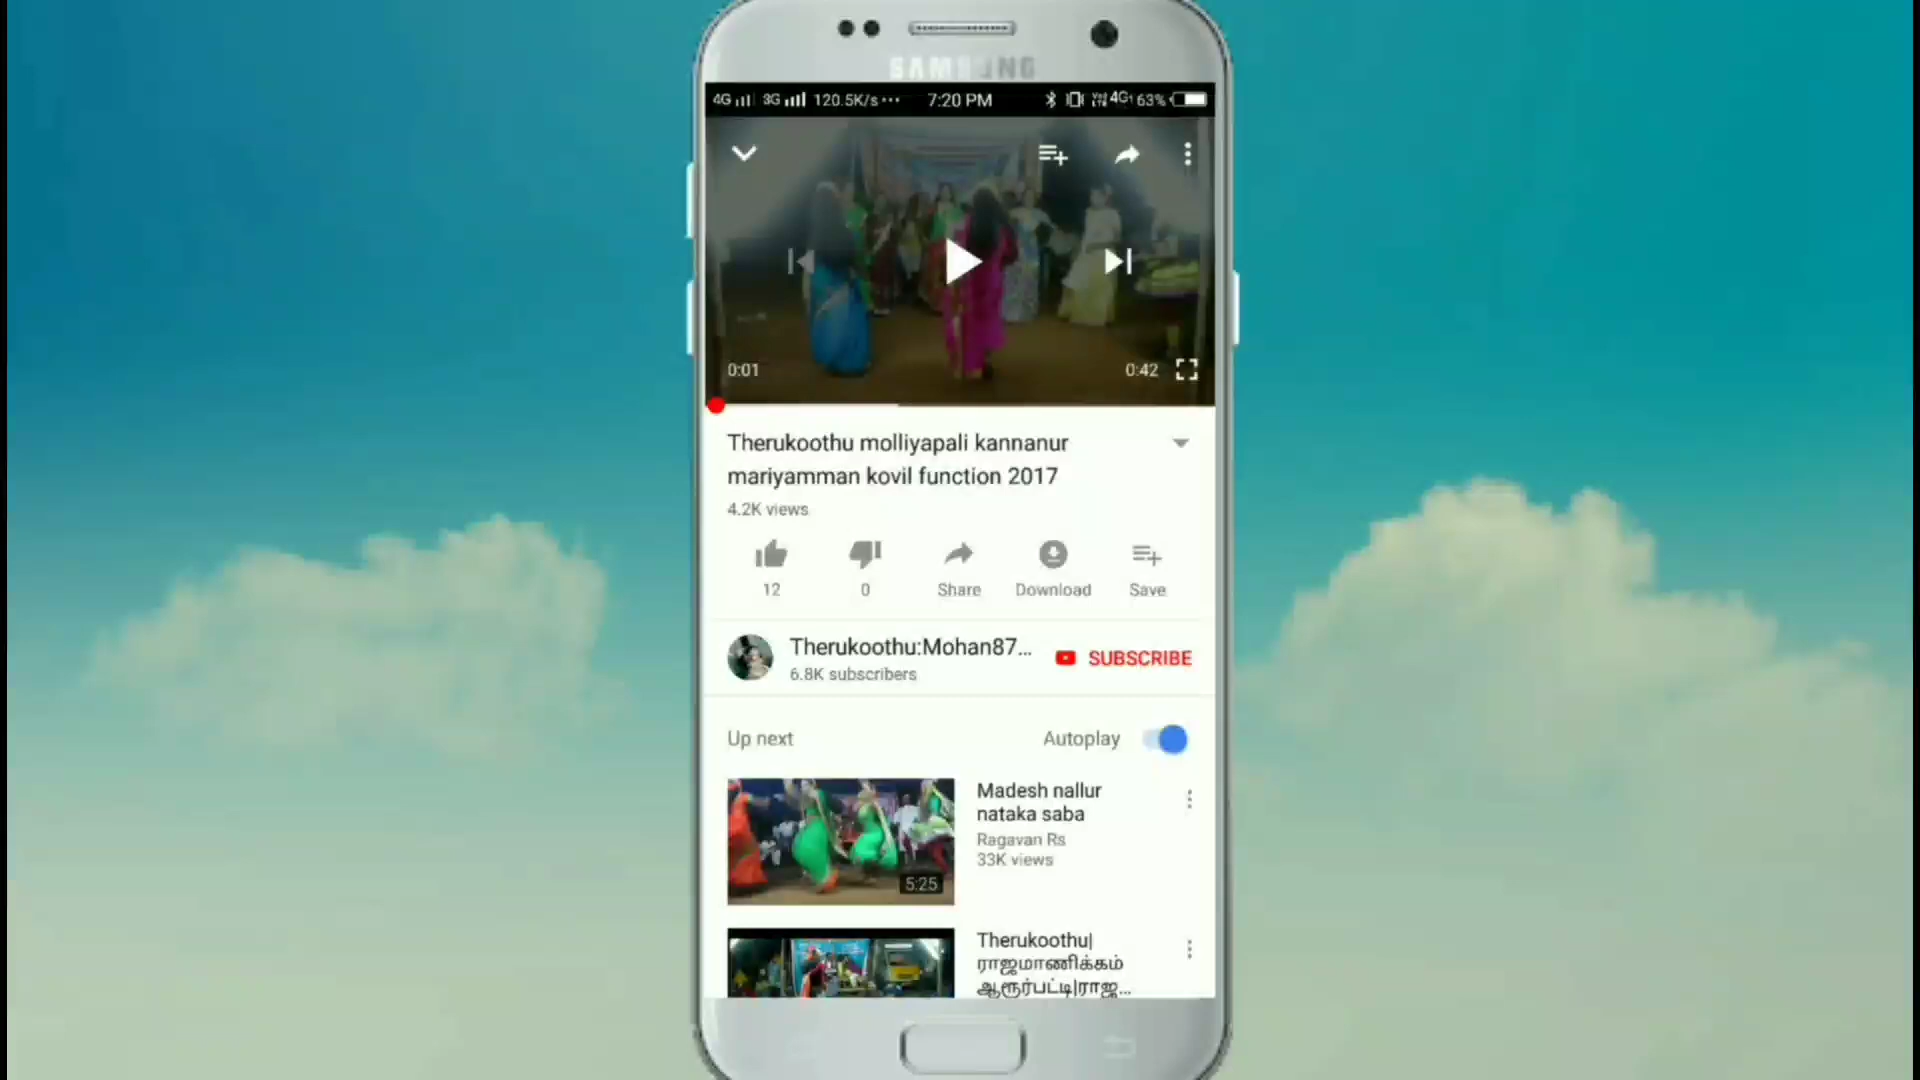 SAMSUNG
4G 3G 120.5K/s 7:20 PM 4G 63%
0:01 0:42
Therukoothu molliyapali kannanur
mariyamman kovil function 2017
4.2K views
12 0 Share Download Save
Therukoothu:Mohan87...
SUBSCRIBE
6.8K subscribers
Up next Autoplay
Madesh nallur
nataka saba
Ragavan Rs
33K views
5:25
Therukoothu|
ராஜமாணிக்கம்
ஆரூர்பட்டி|ராஜ...